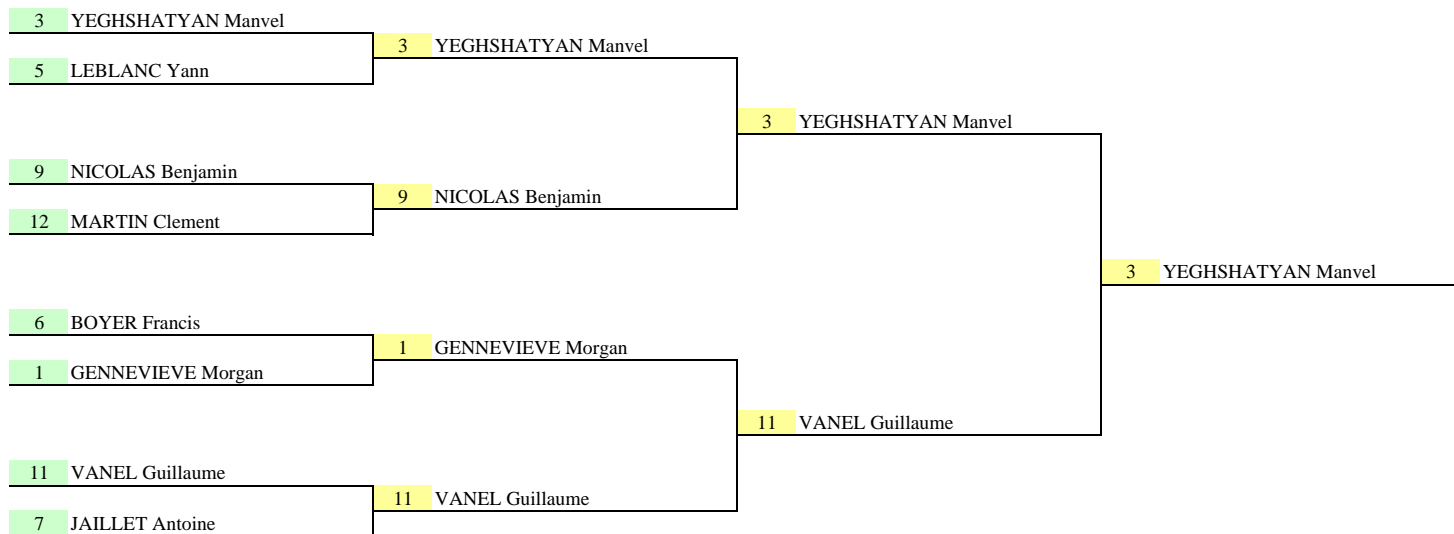 3 YEGHSHATYAN Manvel
3 YEGHSHATYAN Manvel
5 LEBLANC Yann
3 YEGHSHATYAN Manvel
9 NICOLAS Benjamin
9 NICOLAS Benjamin
12 MARTIN Clement
3 YEGHSHATYAN Manvel
6 BOYER Francis
1 GENNEVIEVE Morgan
1 GENNEVIEVE Morgan
11 VANEL Guillaume
11 VANEL Guillaume
11 VANEL Guillaume
7 JAILLET Antoine